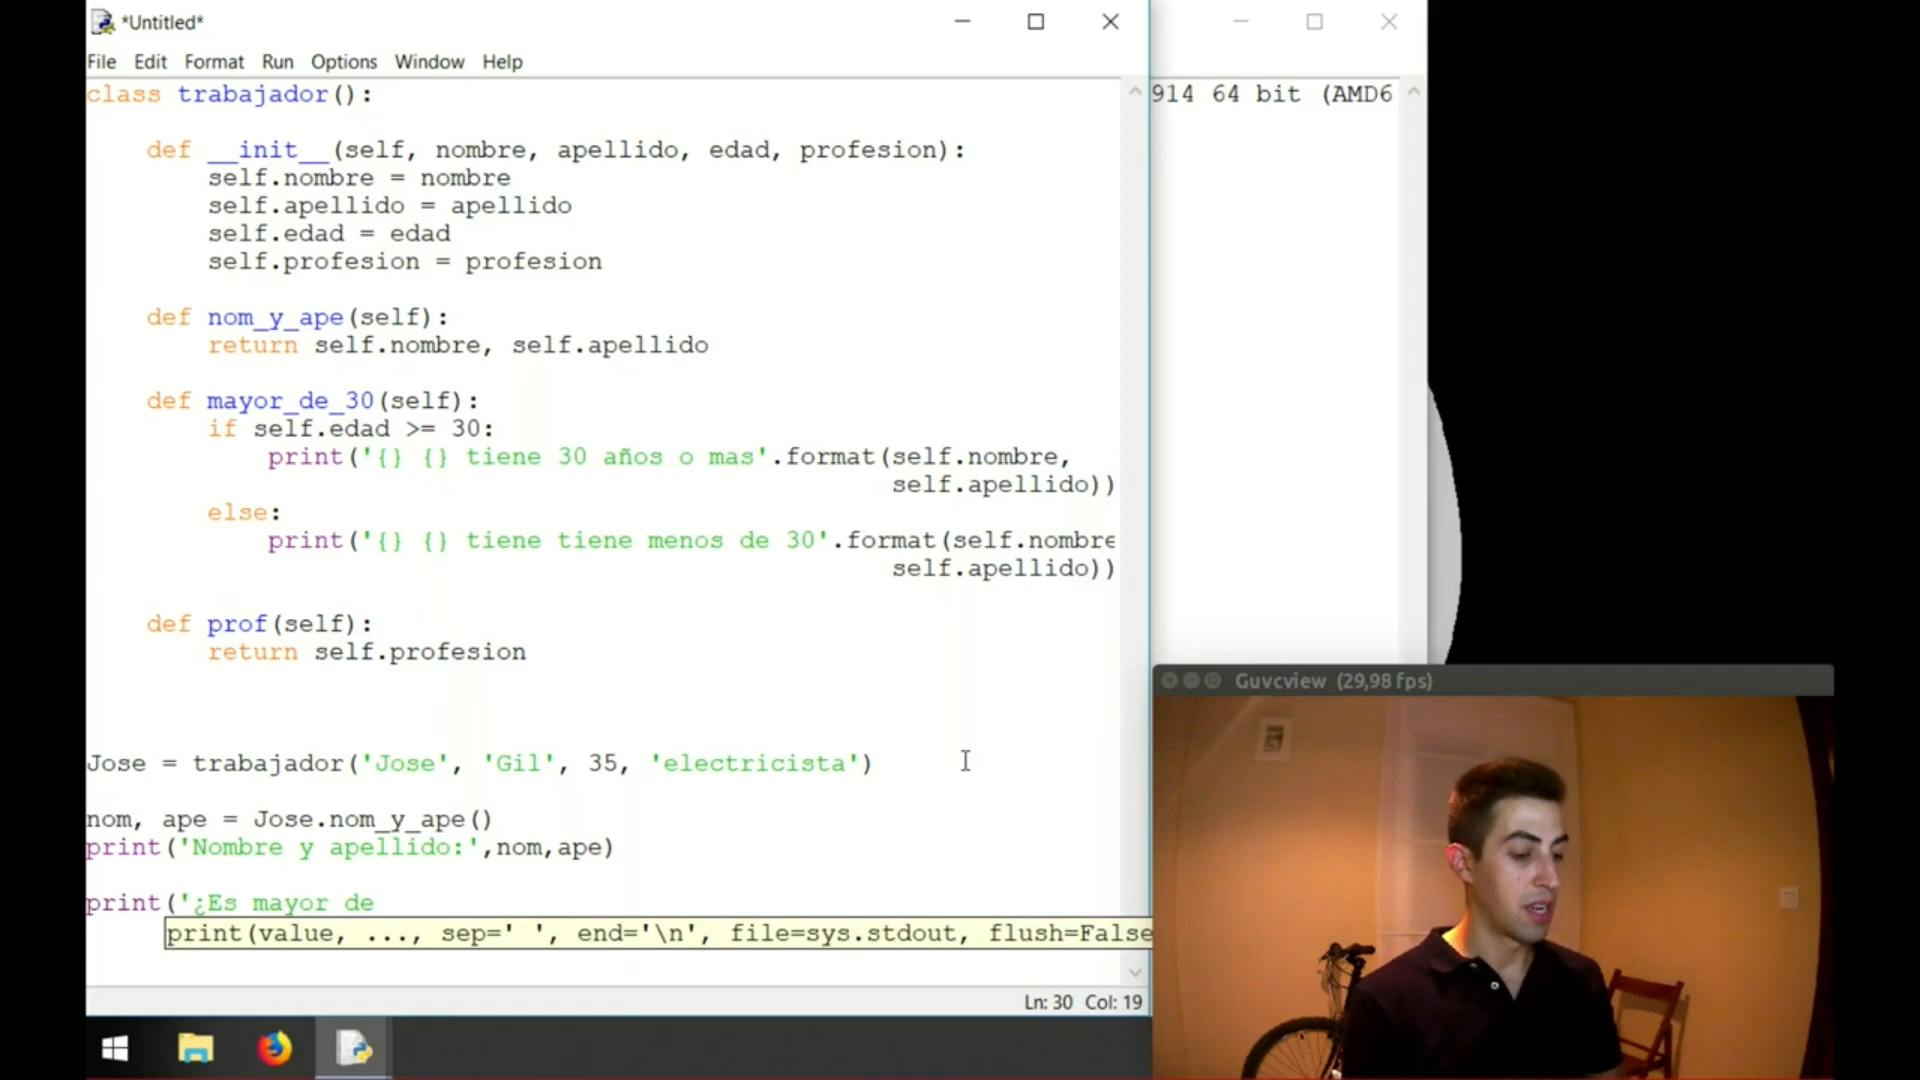 *Untitled*
File Edit Format Run Options Window Help
class trabajador():
def __init__(self, nombre, apellido, edad, profesion):
self.nombre = nombre
self.apellido = apellido
self.edad = edad
self.profesion = profesion
def nom_y_ape(self):
return self.nombre, self.apellido
def mayor_de_30(self):
if self.edad >= 30:
print('{} {} tiene 30 años o mas'.format(self.nombre,
self.apellido))
else:
print('{} {} tiene tiene menos de 30'.format(self.nombre
self.apellido))
def prof(self):
return self.profesion
Jose = trabajador('Jose', 'Gil', 35, 'electricista')
nom, ape = Jose.nom_y_ape()
print('Nombre y apellido:',nom,ape)
print('¿Es mayor de
print(value, ..., sep=' ', end='\n', file=sys.stdout, flush=False
Ln: 30 Col: 19
914 64 bit (AMD6
Guvcview (29,98 fps)